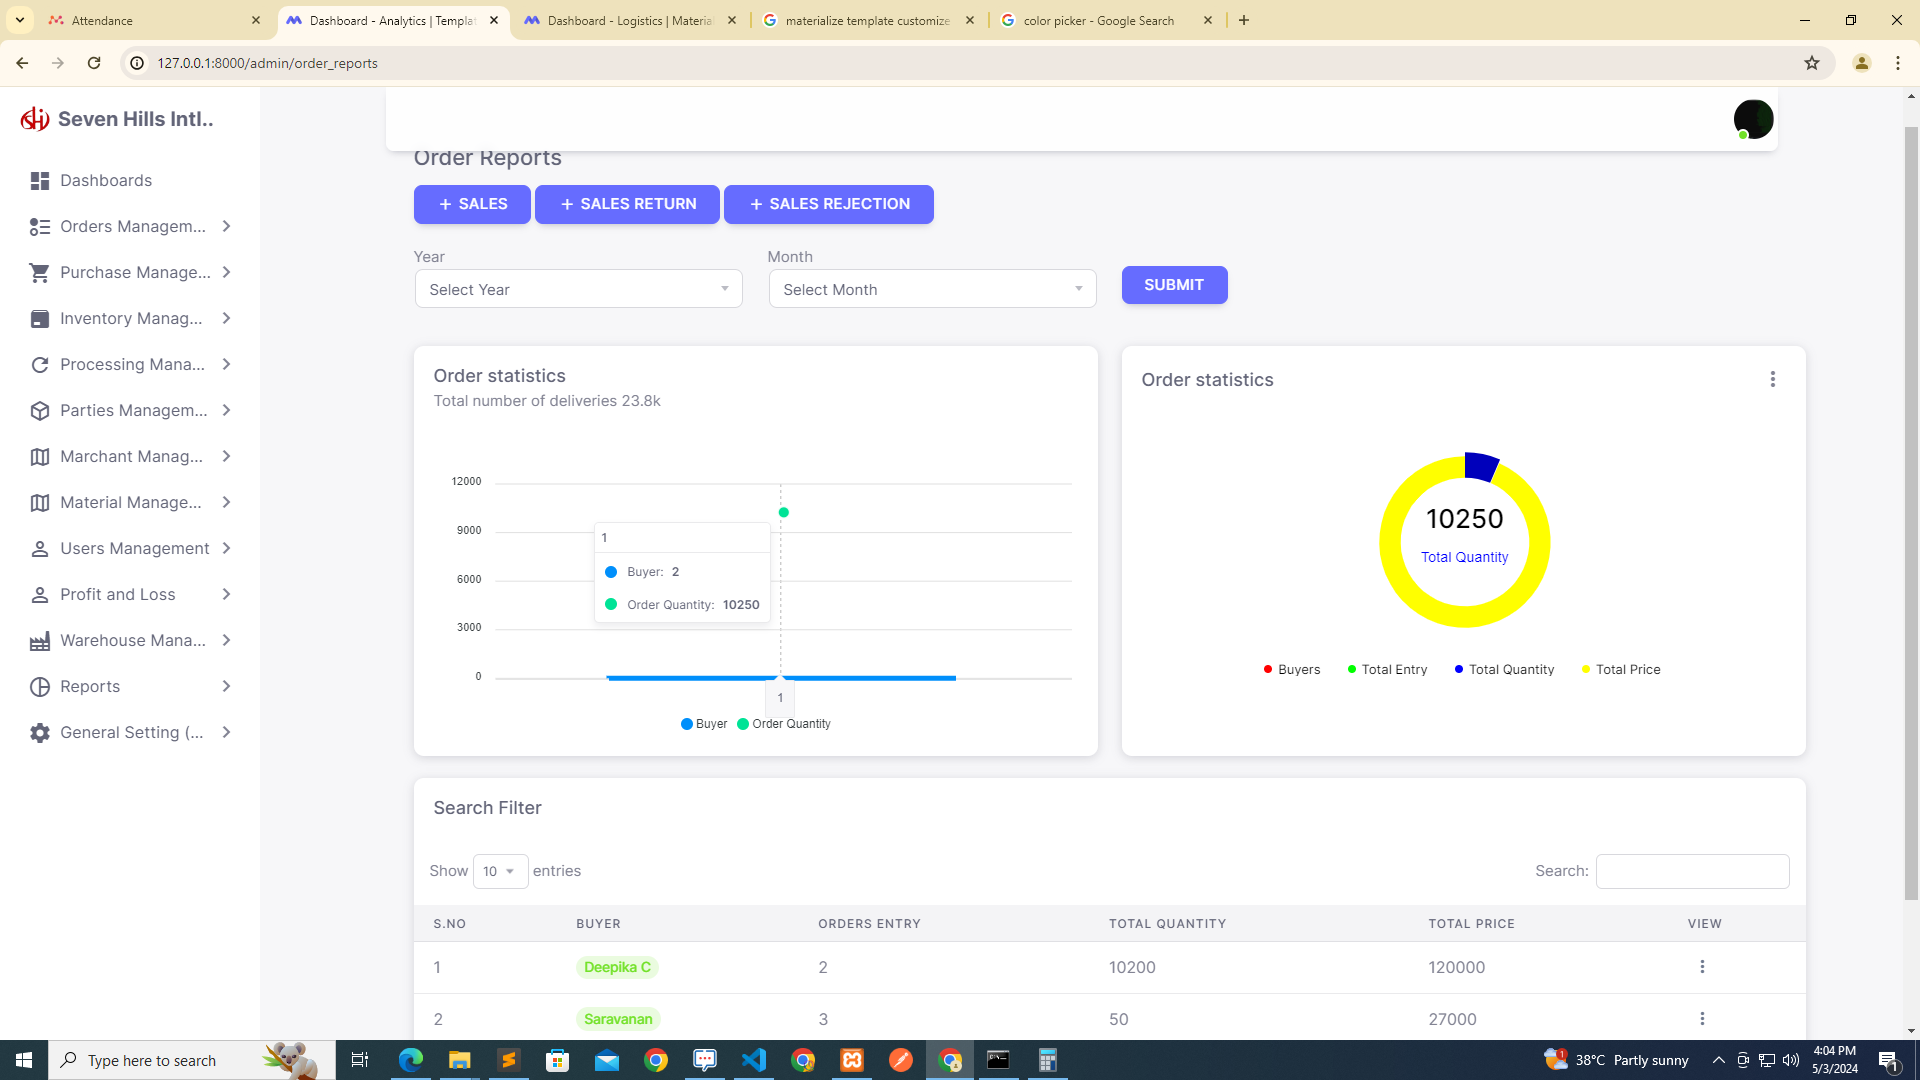 Attendance
Dashboard - Analytics | Templat
Dashboard - Logistics | Material
materialize template customize
color picker - Google Search
127.0.0.1:8000/admin/order_reports
Seven Hills Intl..
Dashboards
Orders Managem...
Purchase Manage...
Inventory Manag...
Processing Mana...
Parties Managem...
Marchant Manag...
Material Manage...
Users Management
Profit and Loss
Warehouse Mana...
Reports
General Setting (...
Order Reports
+ SALES
+ SALES RETURN
+ SALES REJECTION
Year
Month
Select Year
Select Month
SUBMIT
Order statistics
Total number of deliveries 23.8k
12000
9000
6000
3000
0
1
Buyer: 2
Order Quantity: 10250
1
Buyer Order Quantity
Order statistics
10250
Total Quantity
Buyers Total Entry Total Quantity Total Price
Search Filter
Show 10 entries
Search:
S.NO BUYER ORDERS ENTRY TOTAL QUANTITY TOTAL PRICE VIEW
1 Deepika C 2 10200 120000
2 Saravanan 3 50 27000
Type here to search
1
38°C Partly sunny
4:04 PM
5/3/2024
1